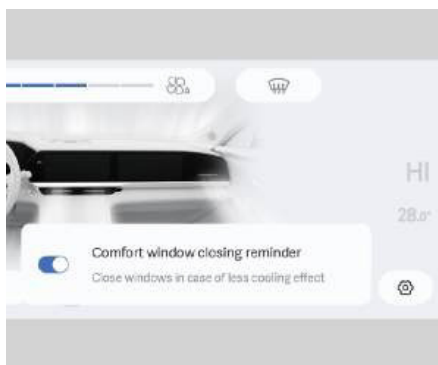 A
HI
28.0°
Comfort window closing reminder
Close windows in case of less cooling effect